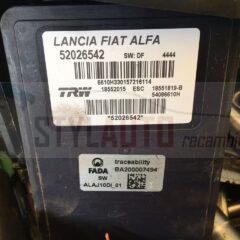 LANCIA FIAT ALFA
52026542 SW: DF 4444
6610H330157216114
TRW 18552015 ESC 18551819-B
54086610H
*52026542*
STYLAUTO recambios
FADA traceability
SW BA200007494
ALAJ10DI_01